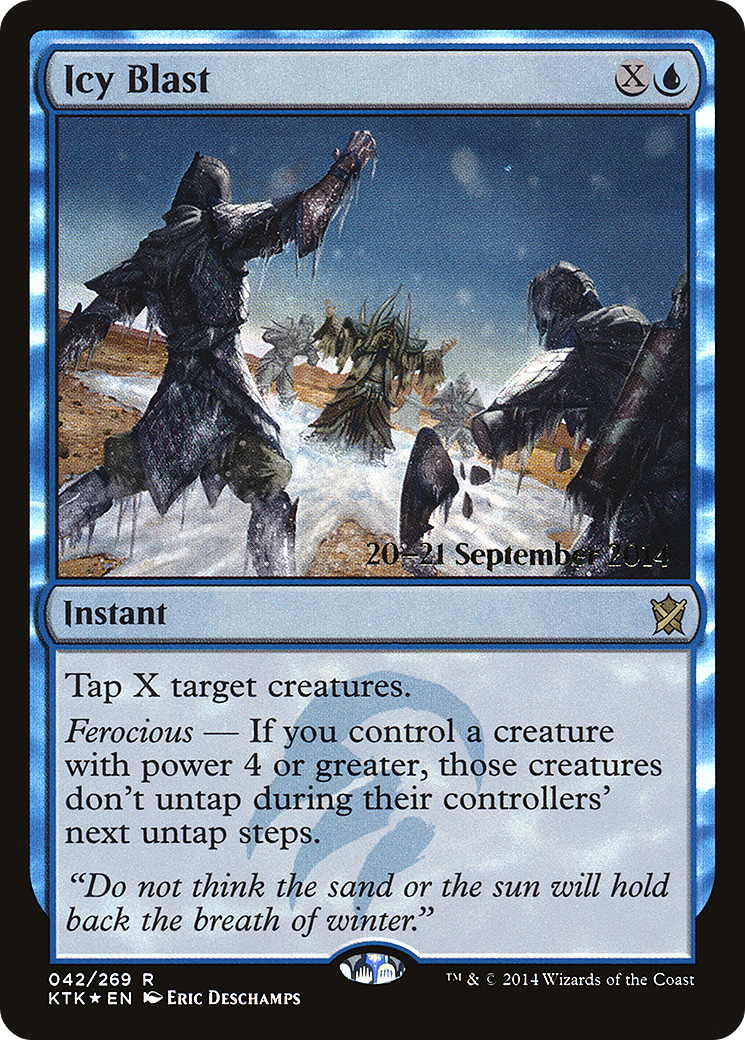 Icy Blast X
20–21 September 2014
Instant
Tap X target creatures.
Ferocious — If you control a creature
with power 4 or greater, those creatures
don't untap during their controllers'
next untap steps.
"Do not think the sand or the sun will hold
back the breath of winter."
042/269 R
KTK★EN Eric Deschamps
™ & © 2014 Wizards of the Coast